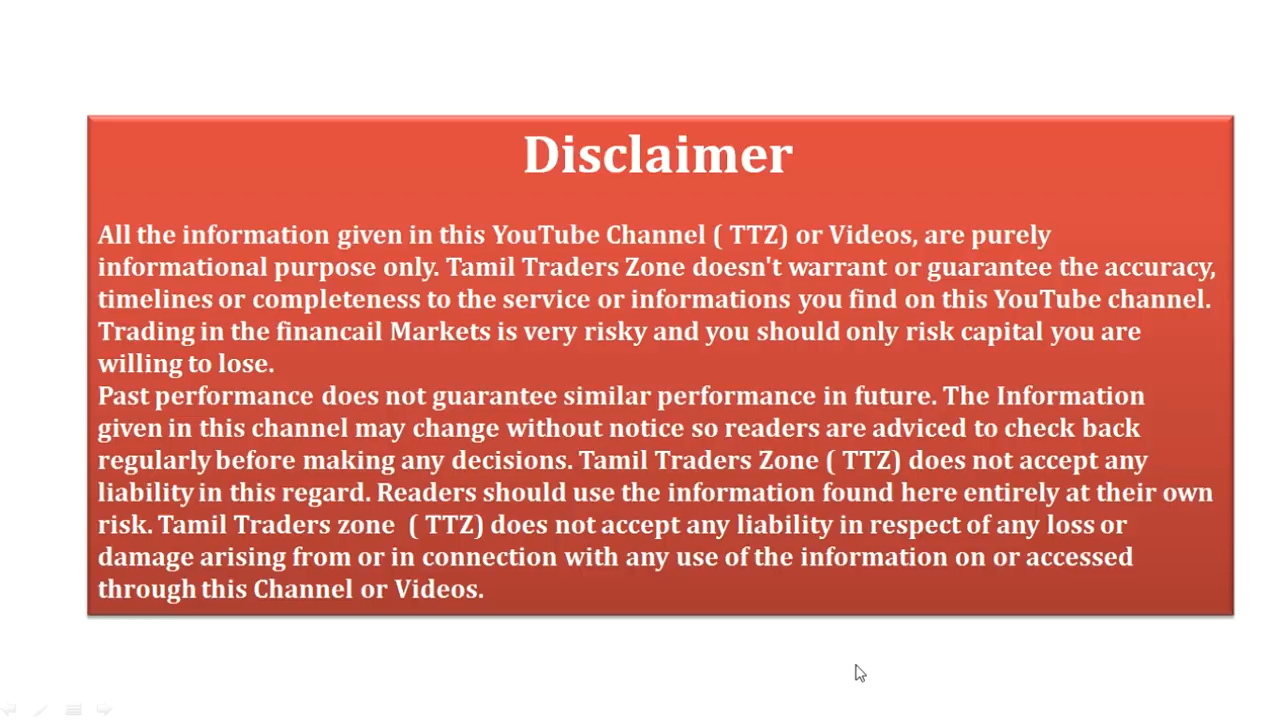 Disclaimer
All the information given in this YouTube Channel ( TTZ) or Videos, are purely
informational purpose only. Tamil Traders Zone doesn't warrant or guarantee the accuracy,
timelines or completeness to the service or informations you find on this YouTube channel.
Trading in the financail Markets is very risky and you should only risk capital you are
willing to lose.
Past performance does not guarantee similar performance in future. The Information
given in this channel may change without notice so readers are adviced to check back
regularly before making any decisions. Tamil Traders Zone ( TTZ) does not accept any
liability in this regard. Readers should use the information found here entirely at their own
risk. Tamil Traders zone  ( TTZ) does not accept any liability in respect of any loss or
damage arising from or in connection with any use of the information on or accessed
through this Channel or Videos.